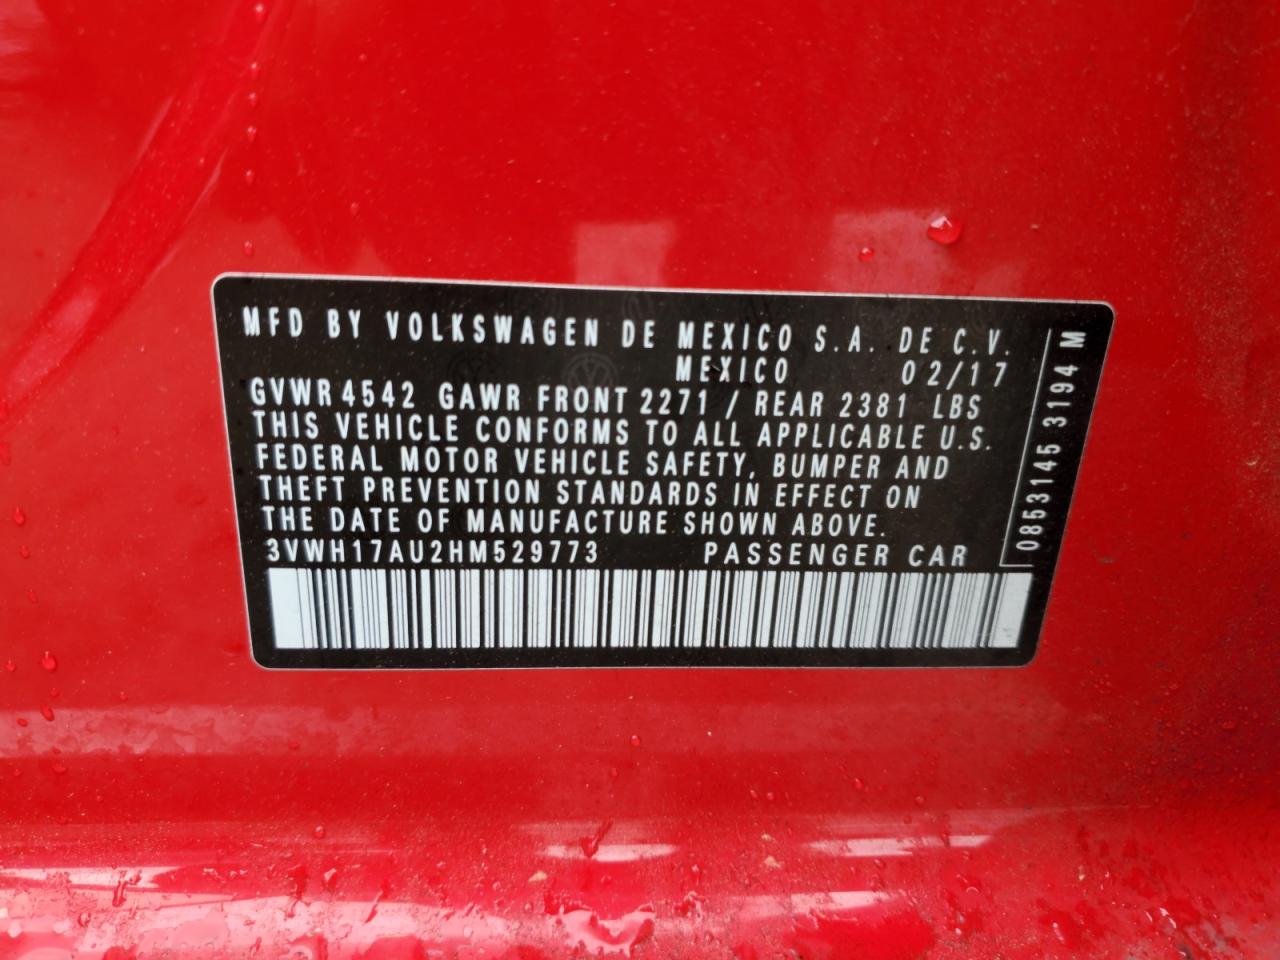 MFD BY VOLKSWAGEN DE MEXICO S.A. DE C.V.
MEXICO 02/17
GVWR 4542 GAWR FRONT 2271 / REAR 2381 LBS
THIS VEHICLE CONFORMS TO ALL APPLICABLE U.S.
FEDERAL MOTOR VEHICLE SAFETY, BUMPER AND
THEFT PREVENTION STANDARDS IN EFFECT ON
THE DATE OF MANUFACTURE SHOWN ABOVE.
3VWH17AU2HM529773 PASSENGER CAR
0853145 3194 M